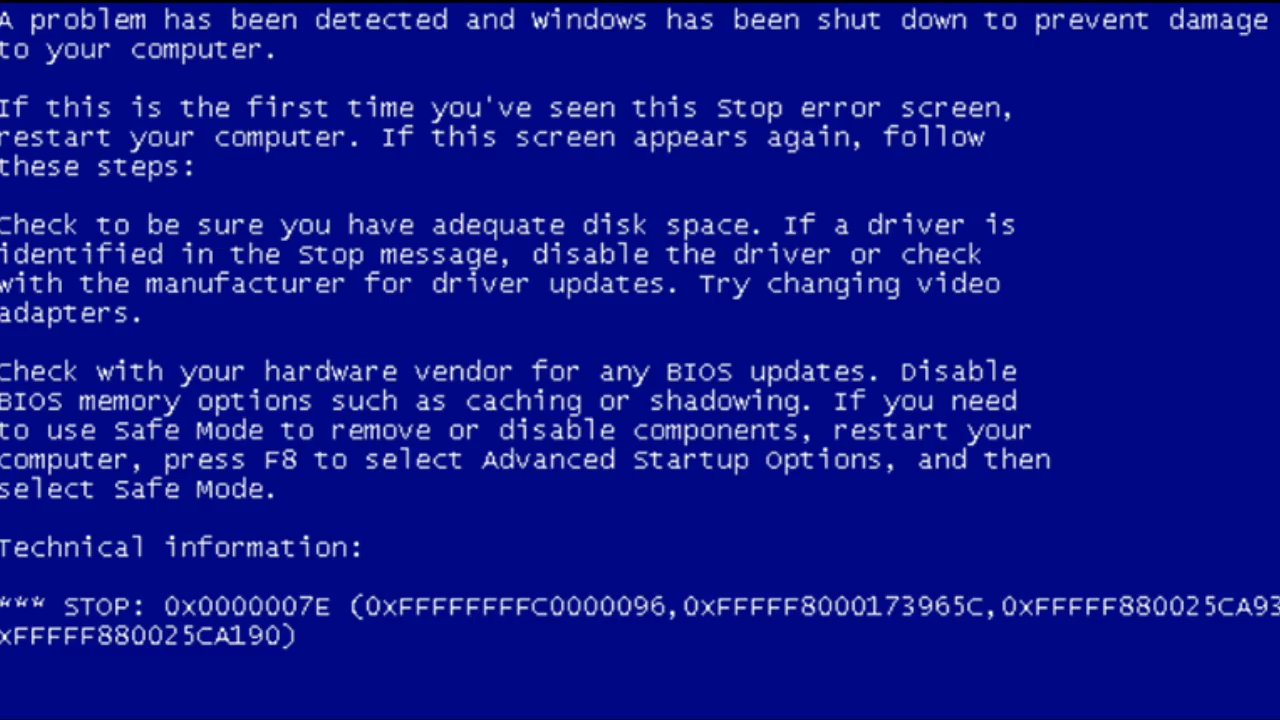 A problem has been detected and Windows has been shut down to prevent damage
to your computer.
If this is the first time you've seen this Stop error screen,
restart your computer. If this screen appears again, follow
these steps:
Check to be sure you have adequate disk space. If a driver is
identified in the Stop message, disable the driver or check
with the manufacturer for driver updates. Try changing video
adapters.
Check with your hardware vendor for any BIOS updates. Disable
BIOS memory options such as caching or shadowing. If you need
to use Safe Mode to remove or disable components, restart your
computer, press F8 to select Advanced Startup Options, and then
select Safe Mode.
Technical information:
*** STOP: 0x0000007E (0xFFFFFFFFC0000096,0xFFFFF8000173965C,0xFFFFF880025CA93
xFFFFF880025CA190)